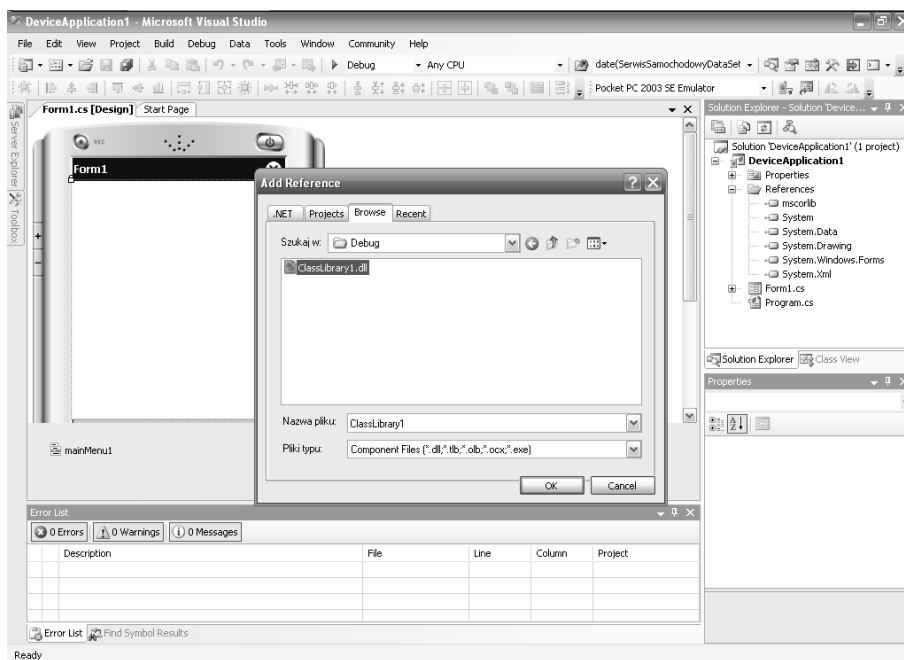 DeviceApplication1 - Microsoft Visual Studio
File Edit View Project Build Debug Data Tools Window Community Help
Debug Any CPU date(SerwisSamochodowyDataSet
Pocket PC 2003 SE Emulator
Form1.cs [Design] Start Page
Server Explorer
Toolbox
REC
Form1
mainMenu1
Add Reference
.NET Projects Browse Recent
Szukaj w: Debug
ClassLibrary1.dll
Nazwa pliku: ClassLibrary1
Pliki typu: Component Files (*.dll;*.tlb;*.olb;*.ocx;*.exe)
OK Cancel
Solution Explorer - Solution 'Device...
Solution 'DeviceApplication1' (1 project)
DeviceApplication1
Properties
References
mscorlib
System
System.Data
System.Drawing
System.Windows.Forms
System.Xml
Form1.cs
Program.cs
Solution Explorer Class View
Properties
Error List
0 Errors 0 Warnings 0 Messages
Description File Line Column Project
Error List Find Symbol Results
Ready